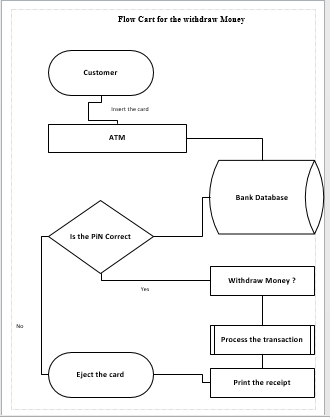 Flow Cart for the withdraw Money
Customer
Insert the card
ATM
Bank Database
Is the PiN Correct
Withdraw Money ?
Yes
No
Process the transaction
Eject the card
Print the receipt